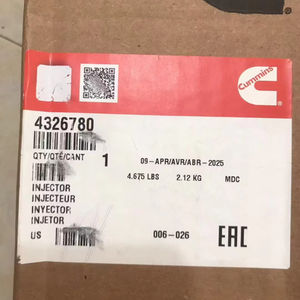 Cummins
4326780
QTY/QTÉ/CANT 1 09-APR/AVR/ABR-2025
4.675 LBS 2.12 KG MDC
INJECTOR
INJECTEUR
INYECTOR
INJETOR
US 006-026 EAC